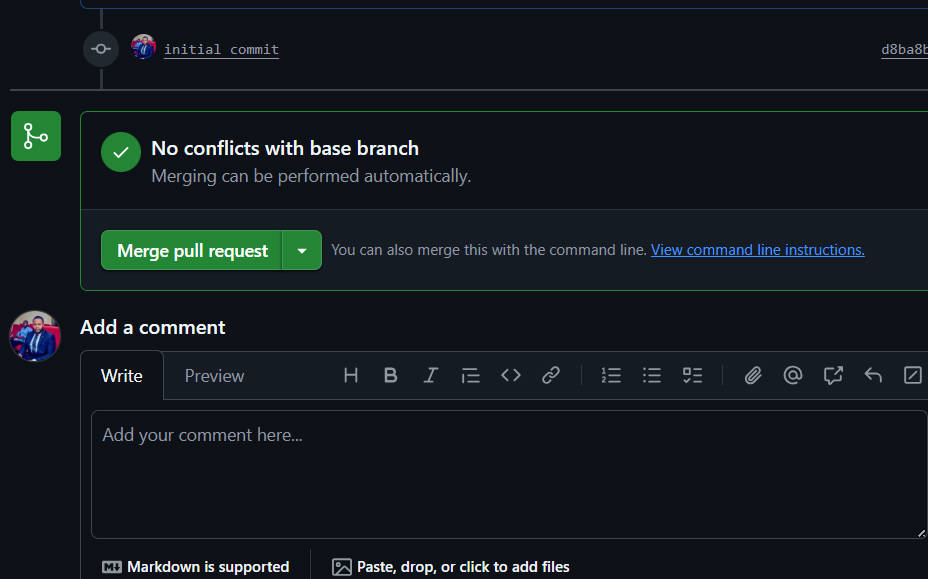 initial commit
d8ba8b
No conflicts with base branch
Merging can be performed automatically.
Merge pull request
You can also merge this with the command line. View command line instructions.
Add a comment
Write Preview
Add your comment here...
Markdown is supported
Paste, drop, or click to add files